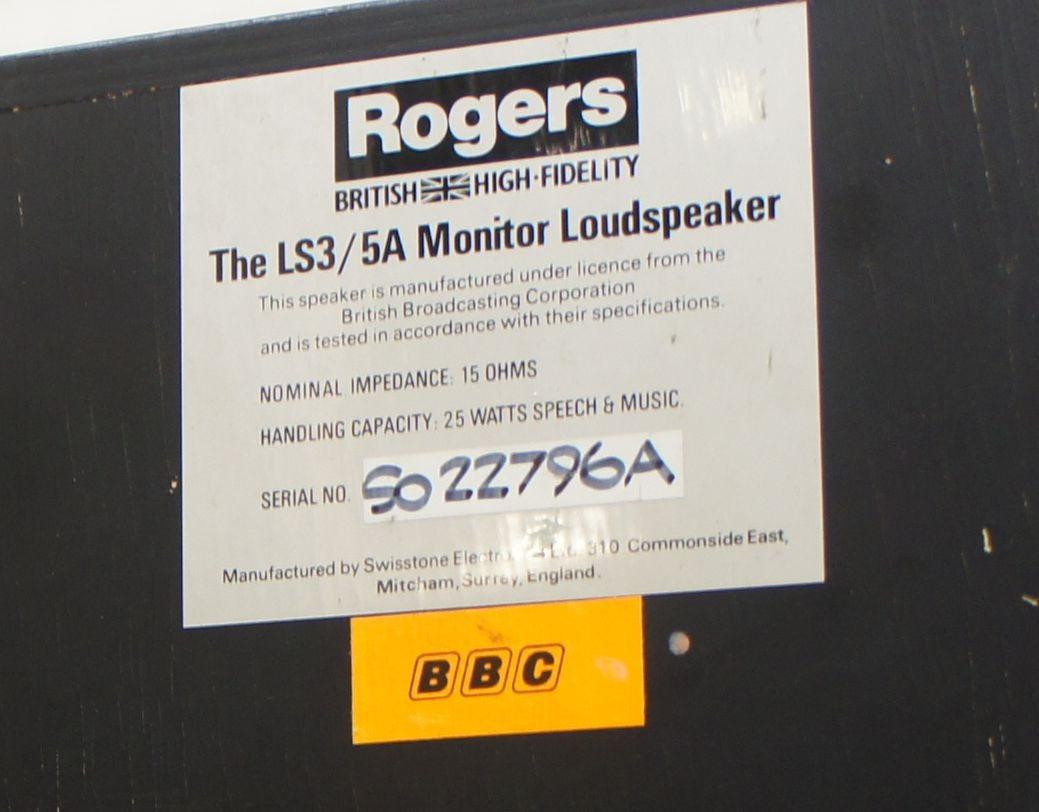 Rogers
BRITISH HIGH·FIDELITY
The LS3/5A Monitor Loudspeaker
This speaker is manufactured under licence from the
British Broadcasting Corporation
and is tested in accordance with their specifications.
NOMINAL IMPEDANCE: 15 OHMS
HANDLING CAPACITY: 25 WATTS SPEECH & MUSIC.
SERIAL NO. SO22796A
Manufactured by Swisstone Ltd. 310 Commonside East,
Mitcham, Surrey, England.
BBC